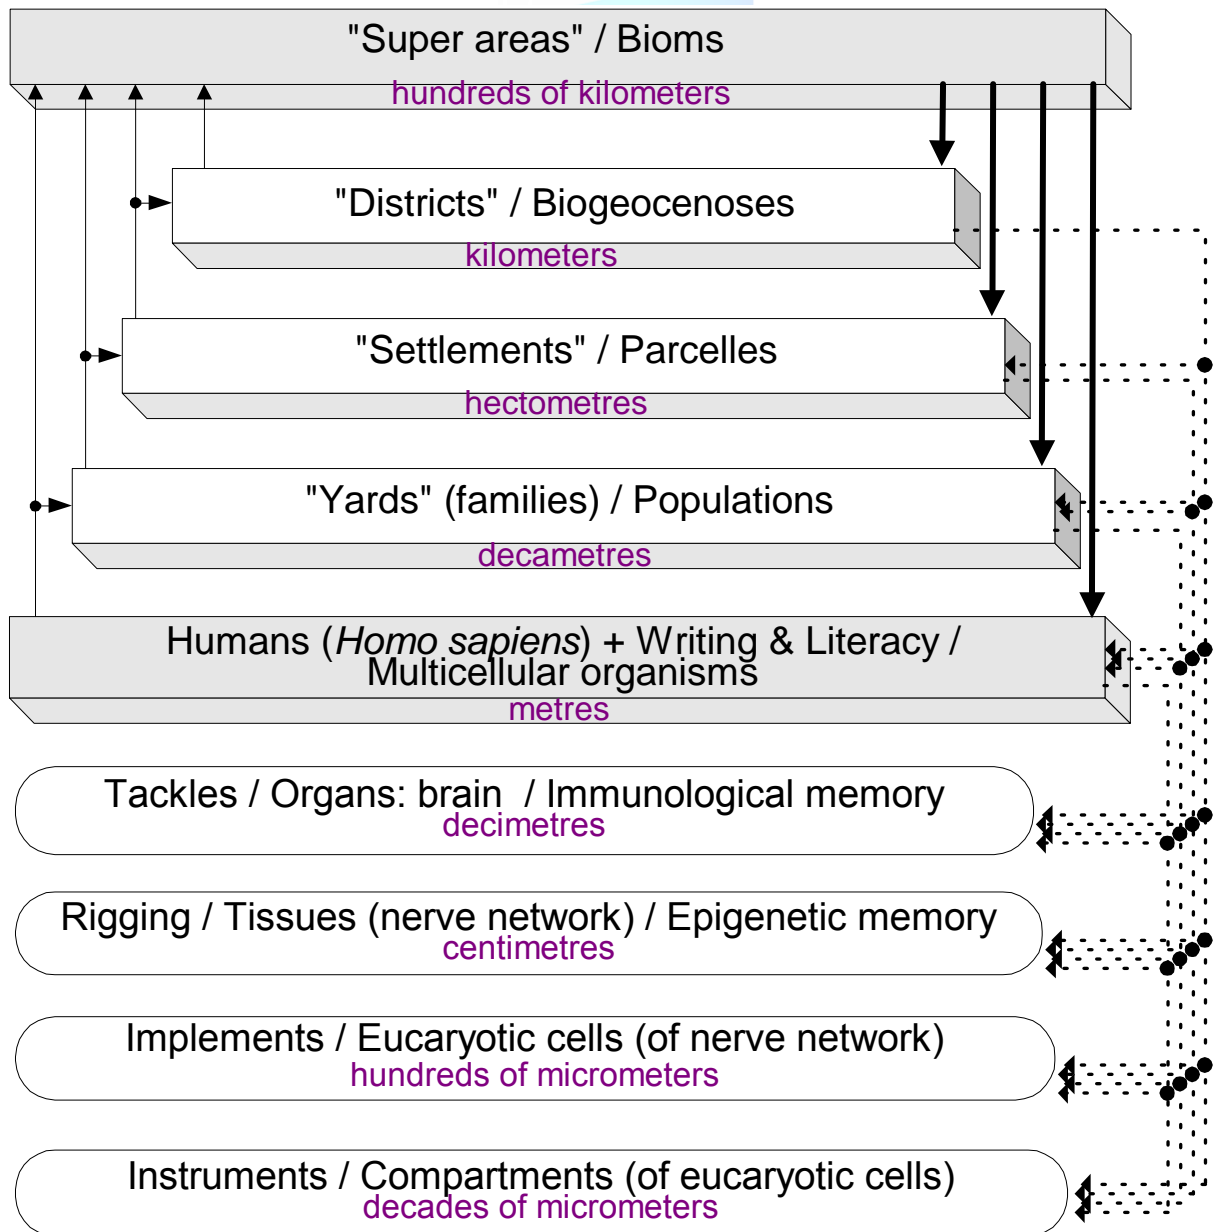 "Super areas" / Bioms
hundreds of kilometers
"Districts" / Biogeocenoses
kilometers
"Settlements" / Parcelles
hectometres
"Yards" (families) / Populations
decametres
Humans (Homo sapiens) + Writing & Literacy /
Multicellular organisms
metres
Tackles / Organs: brain / Immunological memory
decimetres
Rigging / Tissues (nerve network) / Epigenetic memory
centimetres
Implements / Eucaryotic cells (of nerve network)
hundreds of micrometers
Instruments / Compartments (of eucaryotic cells)
decades of micrometers